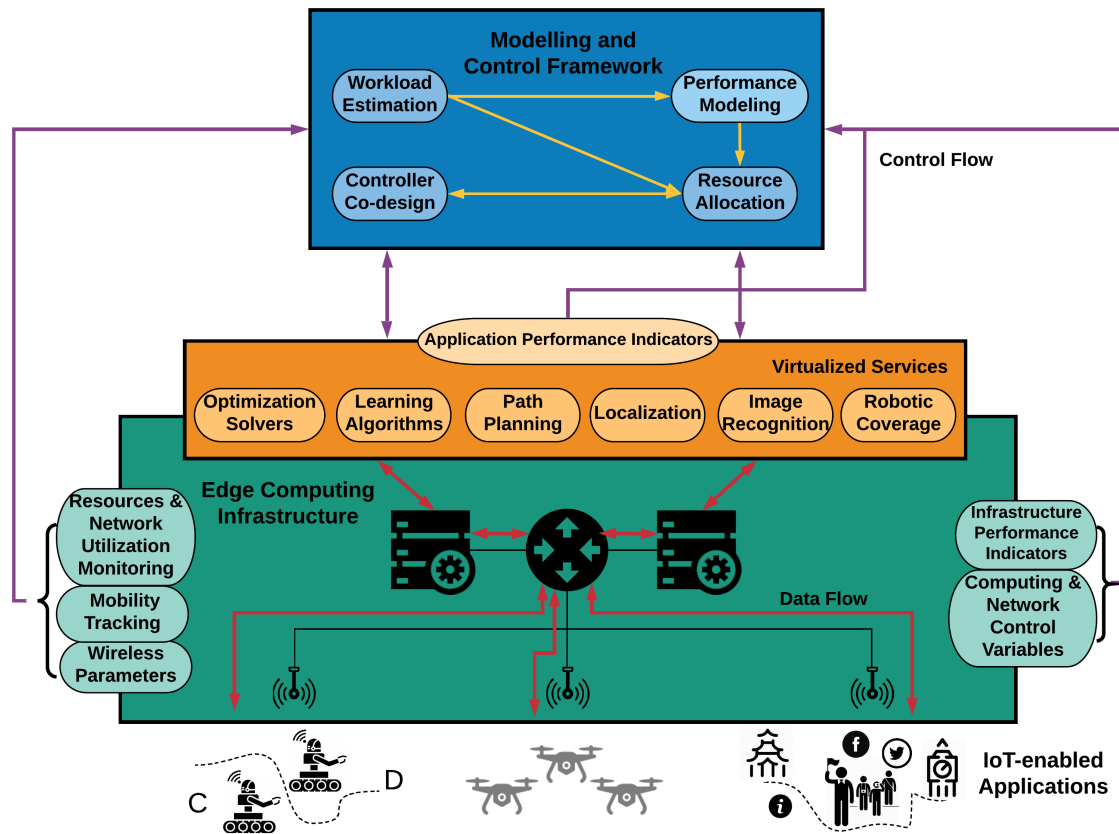 Modelling and
Control Framework
Workload
Estimation
Performance
Modeling
Controller
Co-design
Resource
Allocation
Control Flow
Application Performance Indicators
Virtualized Services
Optimization
Solvers
Learning
Algorithms
Path
Planning
Localization
Image
Recognition
Robotic
Coverage
Edge Computing
Infrastructure
Resources &
Network
Utilization
Monitoring
Mobility
Tracking
Wireless
Parameters
Infrastructure
Performance
Indicators
Computing &
Network
Control
Variables
Data Flow
C
D
f
i
IoT-enabled
Applications